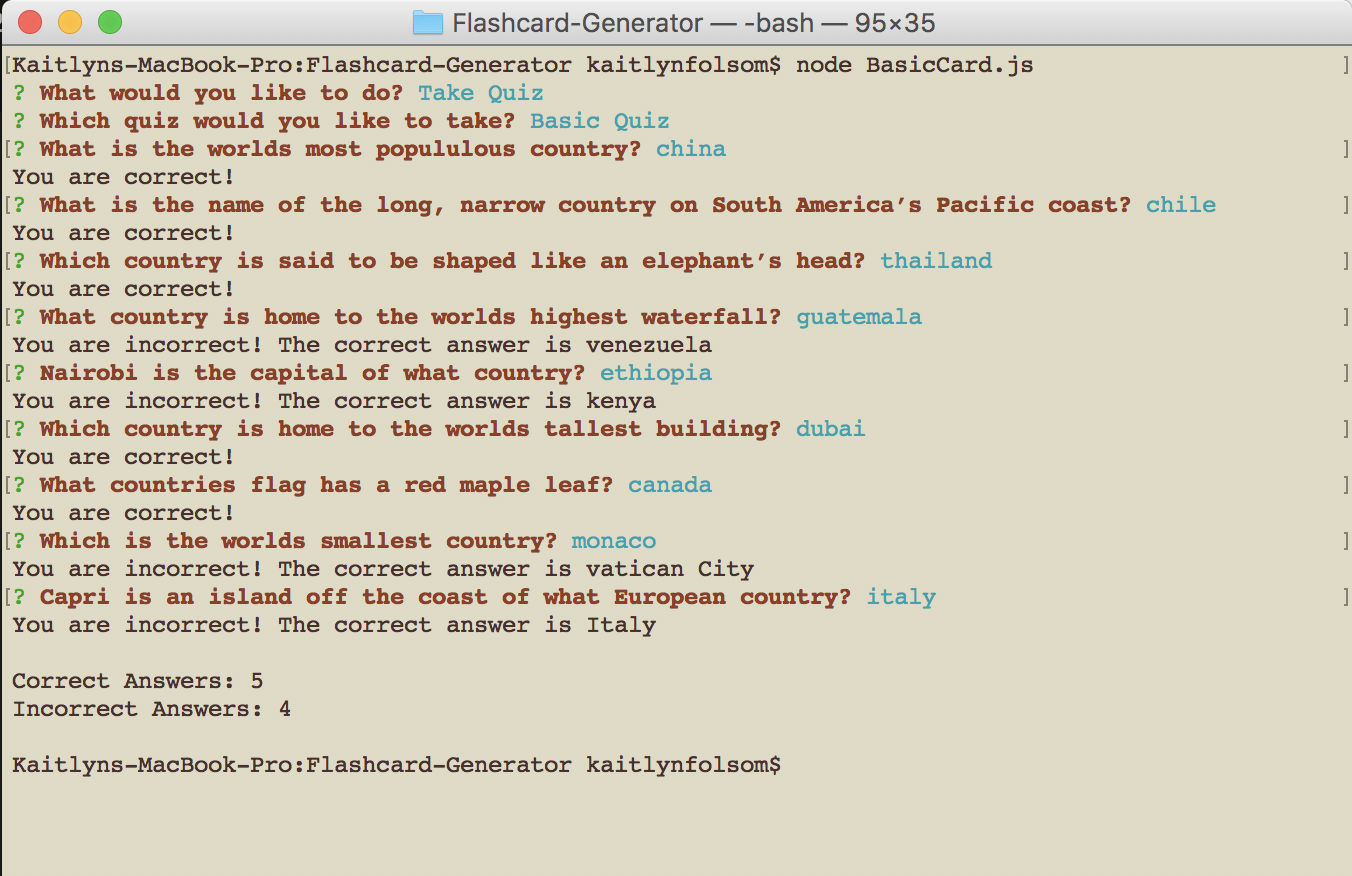 Flashcard-Generator — -bash — 95×35
[Kaitlyns-MacBook-Pro:Flashcard-Generator kaitlynfolsom$ node BasicCard.js ]
? What would you like to do? Take Quiz
? Which quiz would you like to take? Basic Quiz
[? What is the worlds most popululous country? china ]
You are correct!
[? What is the name of the long, narrow country on South America’s Pacific coast? chile ]
You are correct!
[? Which country is said to be shaped like an elephant’s head? thailand ]
You are correct!
[? What country is home to the worlds highest waterfall? guatemala ]
You are incorrect! The correct answer is venezuela
[? Nairobi is the capital of what country? ethiopia ]
You are incorrect! The correct answer is kenya
[? Which country is home to the worlds tallest building? dubai ]
You are correct!
[? What countries flag has a red maple leaf? canada ]
You are correct!
[? Which is the worlds smallest country? monaco ]
You are incorrect! The correct answer is vatican City
[? Capri is an island off the coast of what European country? italy ]
You are incorrect! The correct answer is Italy
Correct Answers: 5
Incorrect Answers: 4
Kaitlyns-MacBook-Pro:Flashcard-Generator kaitlynfolsom$